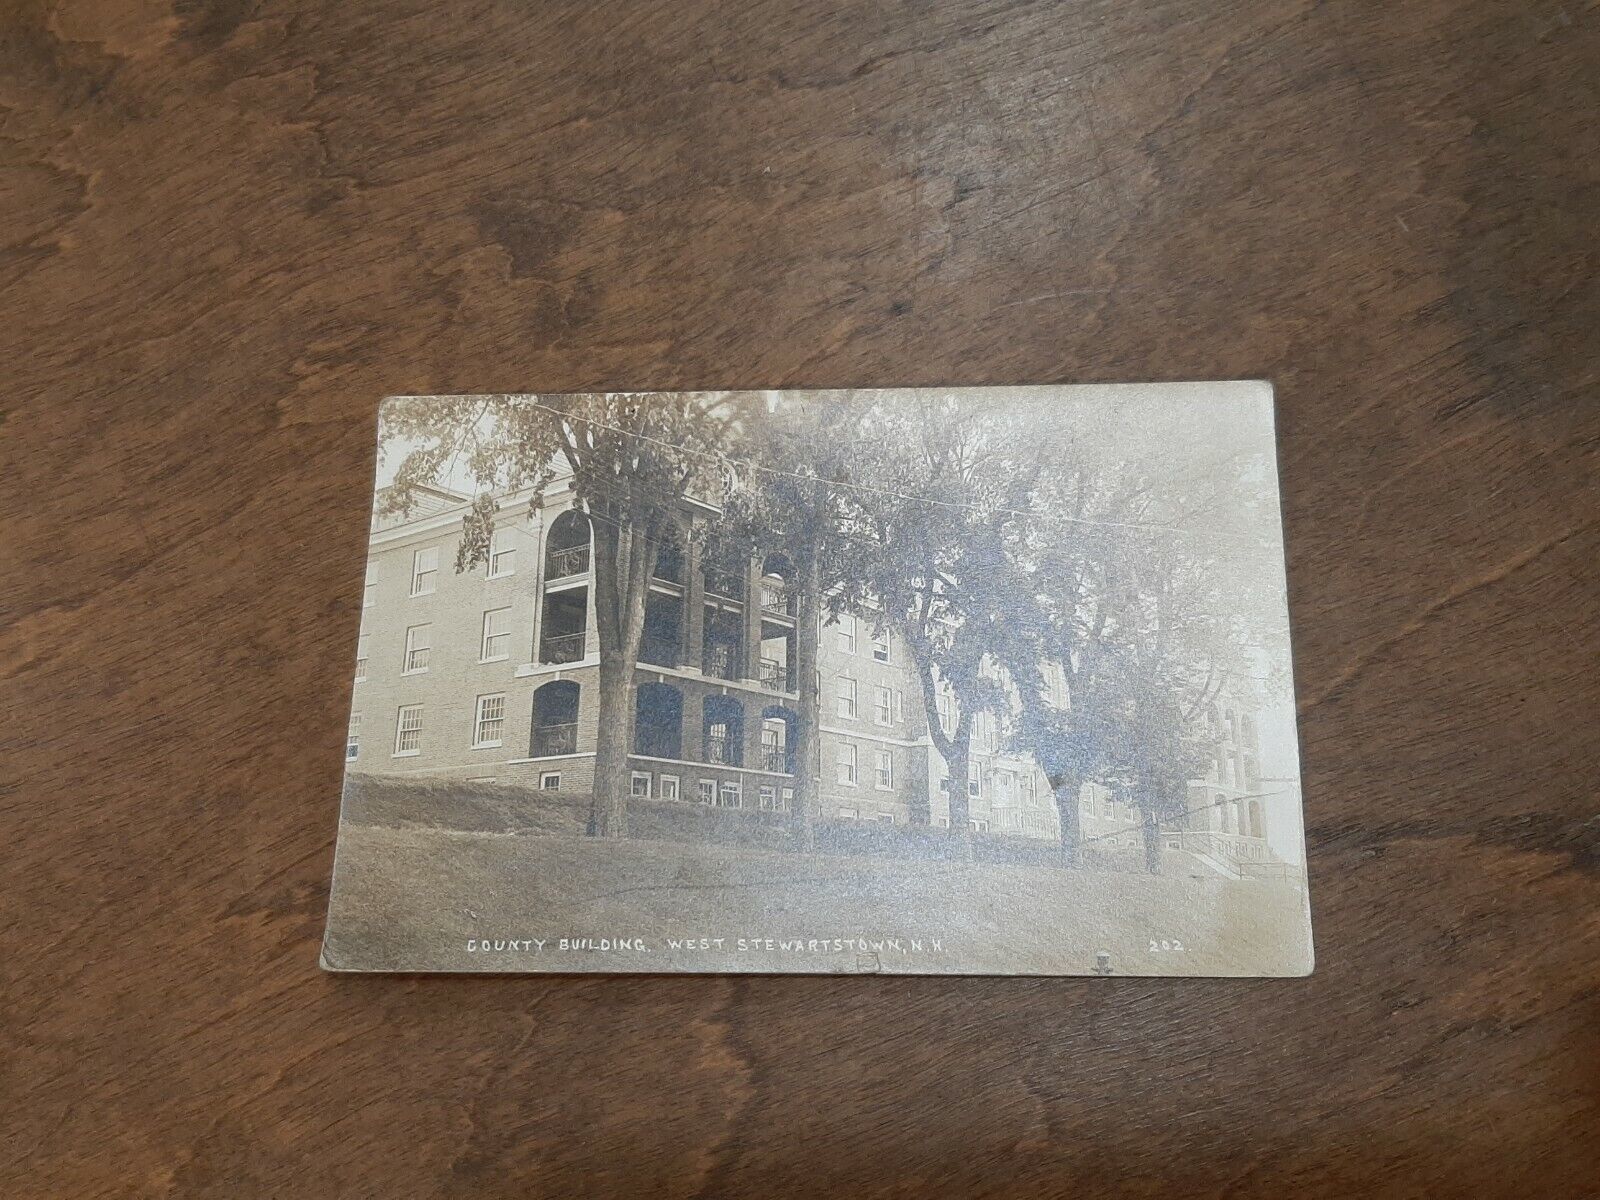 COUNTY BUILDING. WEST STEWARTSTOWN, N.H. 202.